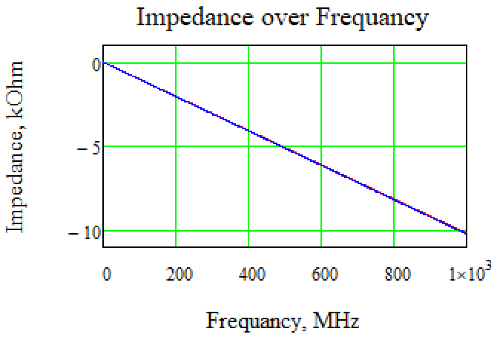 Impedance over Frequancy
Impedance, kOhm
0
– 5
– 10
0 200 400 600 800 1×10³
Frequancy, MHz